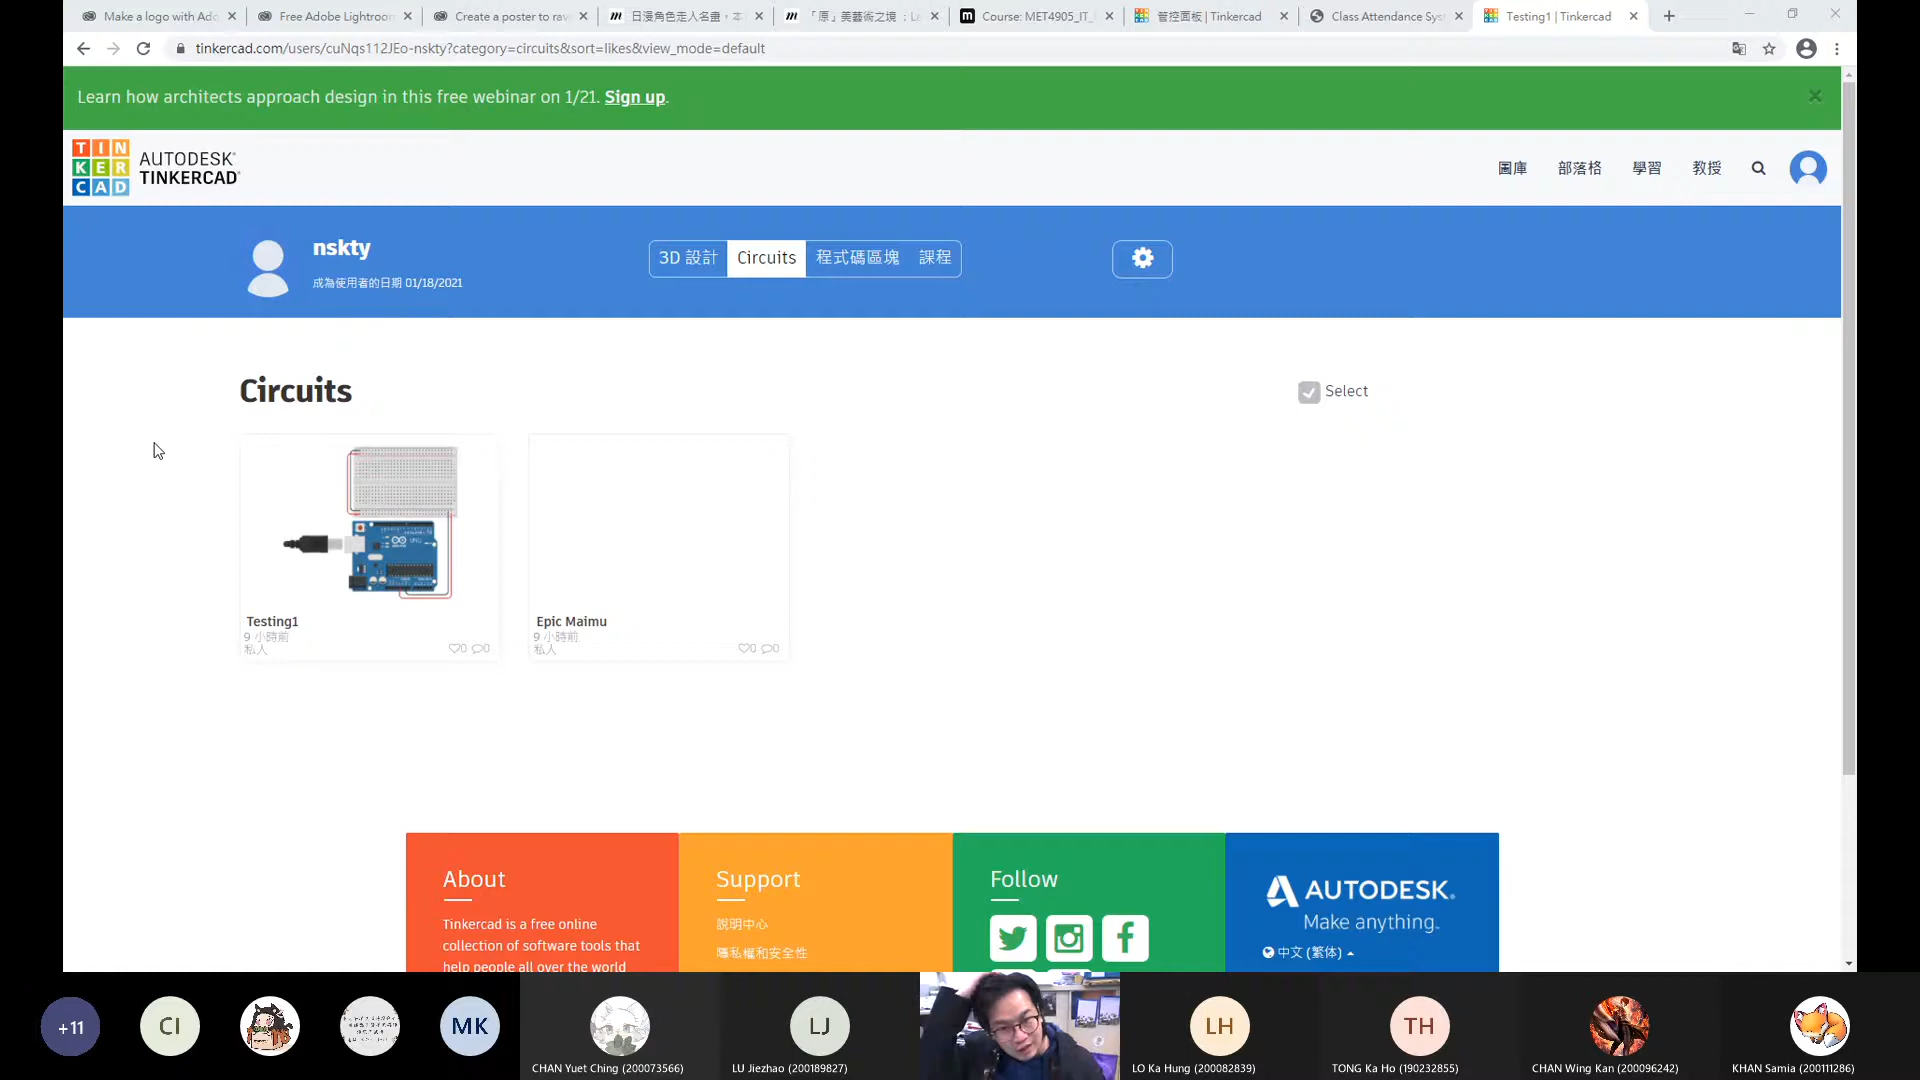 Make a logo with Ado
Free Adobe Lightroom
Create a poster to rav
日漫角色走人名畫，本
「原」美藝術之境：Le
Course: MET4905_IT_
管控面板 | Tinkercad
Class Attendance Sys
Testing1 | Tinkercad
tinkercad.com/users/cuNqs112JEo-nskty?category=circuits&sort=likes&view_mode=default
Learn how architects approach design in this free webinar on 1/21. Sign up.
TIN
KER
CAD
AUTODESK
TINKERCAD
圖庫
部落格
學習
教授
nskty
成為使用者的日期 01/18/2021
3D 設計
Circuits
程式碼區塊
課程
Circuits
Select
UNO
Testing1
9 小時前
私人
0 0
Epic Maimu
9 小時前
私人
0 0
About
Tinkercad is a free online
collection of software tools that
help people all over the world
Support
說明中心
隱私權和安全性
Follow
AUTODESK.
Make anything.
中文 (繁体)
+11
CI
MK
CHAN Yuet Ching (200073566)
LJ
LU Jiezhao (200189827)
LH
LO Ka Hung (200082839)
TH
TONG Ka Ho (190232855)
CHAN Wing Kan (200096242)
KHAN Samia (200111286)